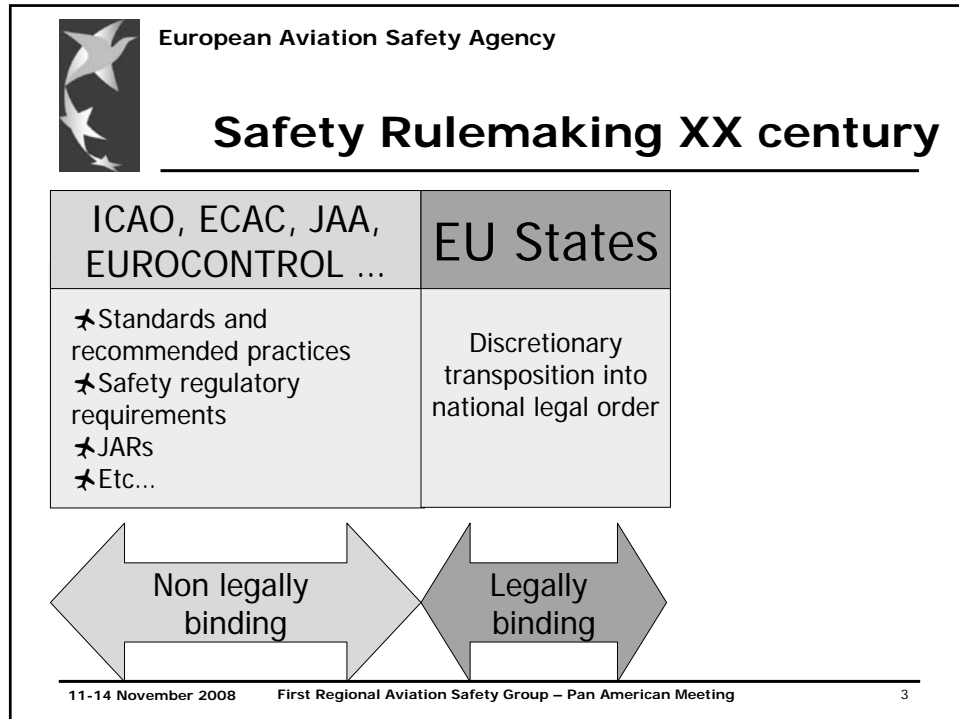 European Aviation Safety Agency
Safety Rulemaking XX century
ICAO, ECAC, JAA,
EUROCONTROL ...
EU States
Standards and
recommended practices
Safety regulatory
requirements
JARs
Etc...
Discretionary
transposition into
national legal order
Non legally
binding
Legally
binding
11-14 November 2008 First Regional Aviation Safety Group – Pan American Meeting 3